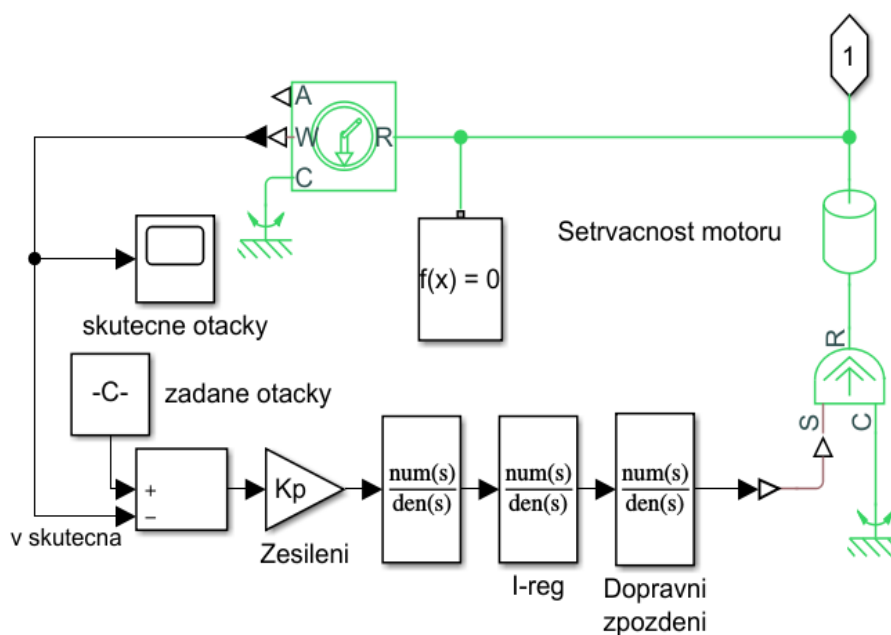 1
A
W
R
C
Setrvacnost motoru
f(x) = 0
skutecne otacky
R
-C-
zadane otacky
S
C
+
−
Kp
num(s)
den(s)
num(s)
den(s)
num(s)
den(s)
v skutecna
Zesileni
I-reg
Dopravni
zpozdeni